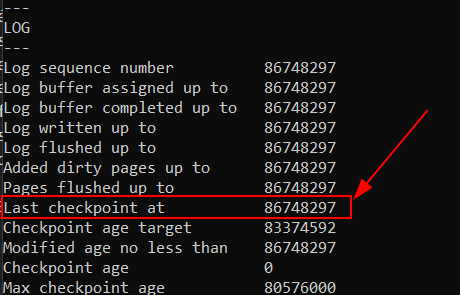 ---
LOG
---
Log sequence number 86748297
Log buffer assigned up to 86748297
Log buffer completed up to 86748297
Log written up to 86748297
Log flushed up to 86748297
Added dirty pages up to 86748297
Pages flushed up to 86748297
Last checkpoint at 86748297
Checkpoint age target 83374592
Modified age no less than 86748297
Checkpoint age 0
Max checkpoint age 80576000